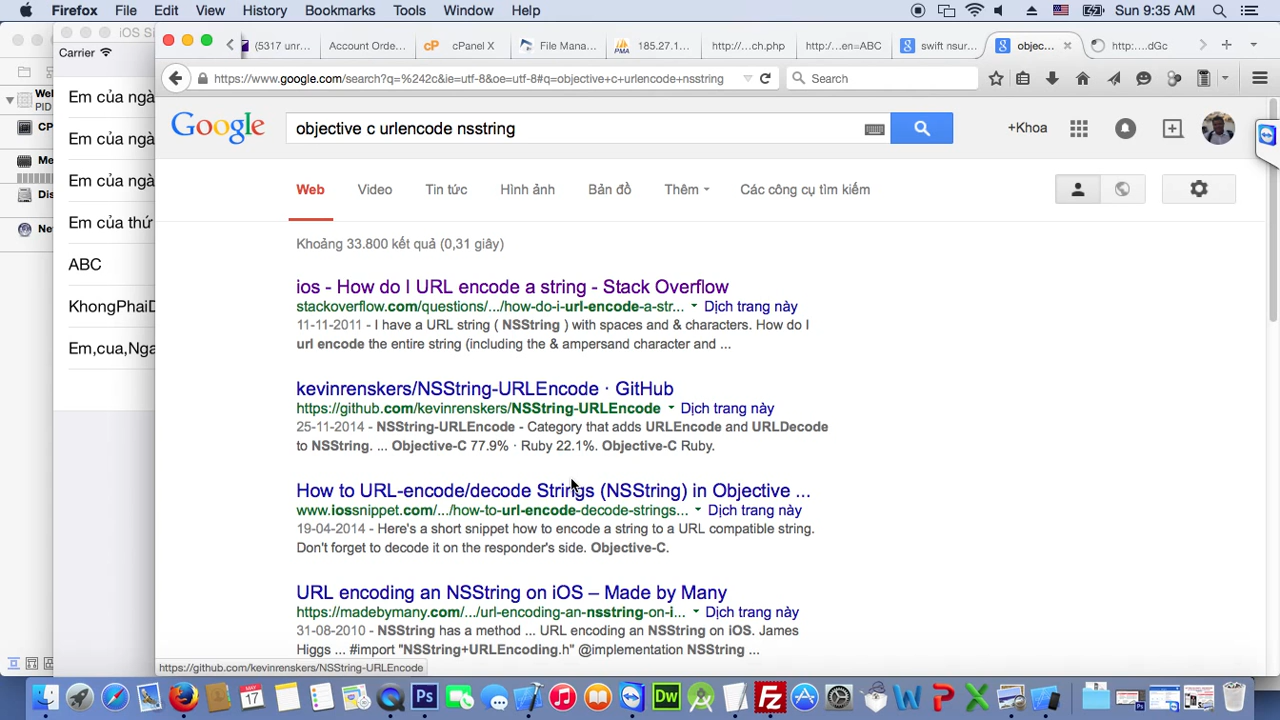 Firefox File Edit View History Bookmarks Tools Window Help Sun 9:35 AM
iOS S
Carrier
(5317 unr... Account Orde... cPanel X File Mana... 185.27.1... http://...ch.php http:/...en=ABC swift nsur... objec... http:....dGc
https://www.google.com/search?q=%242c&ie=utf-8&oe=utf-8#q=objective+c+urlencode+nsstring
Search
Wel
PID
CP
Me
Dis
Ne
Em của ngà
Em của ngà
Em của ngà
Em của thứ
ABC
KhongPhaiD
Em,cua,Nga
Google
objective c urlencode nsstring
+Khoa
Web Video Tin tức Hình ảnh Bản đồ Thêm Các công cụ tìm kiếm
Khoảng 33.800 kết quả (0,31 giây)
ios - How do I URL encode a string - Stack Overflow
stackoverflow.com/questions/.../how-do-i-url-encode-a-str... Dịch trang này
11-11-2011 - I have a URL string ( NSString ) with spaces and & characters. How do I
url encode the entire string (including the & ampersand character and ...
kevinrenskers/NSString-URLEncode · GitHub
https://github.com/kevinrenskers/NSString-URLEncode Dịch trang này
25-11-2014 - NSString-URLEncode - Category that adds URLEncode and URLDecode
to NSString. ... Objective-C 77.9% · Ruby 22.1%. Objective-C Ruby.
How to URL-encode/decode Strings (NSString) in Objective ...
www.iossnippet.com/.../how-to-url-encode-decode-strings... Dịch trang này
19-04-2014 - Here's a short snippet how to encode a string to a URL compatible string.
Don't forget to decode it on the responder's side. Objective-C.
URL encoding an NSString on iOS – Made by Many
https://madebymany.com/.../url-encoding-an-nsstring-on-i... Dịch trang này
31-08-2010 - NSString has a method ... URL encoding an NSString on iOS. James
Higgs ... #import "NSString+URLEncoding.h" @implementation NSString ...
https://github.com/kevinrenskers/NSString-URLEncode
MAY
17
Ps
Dw
Fz
W
P
X